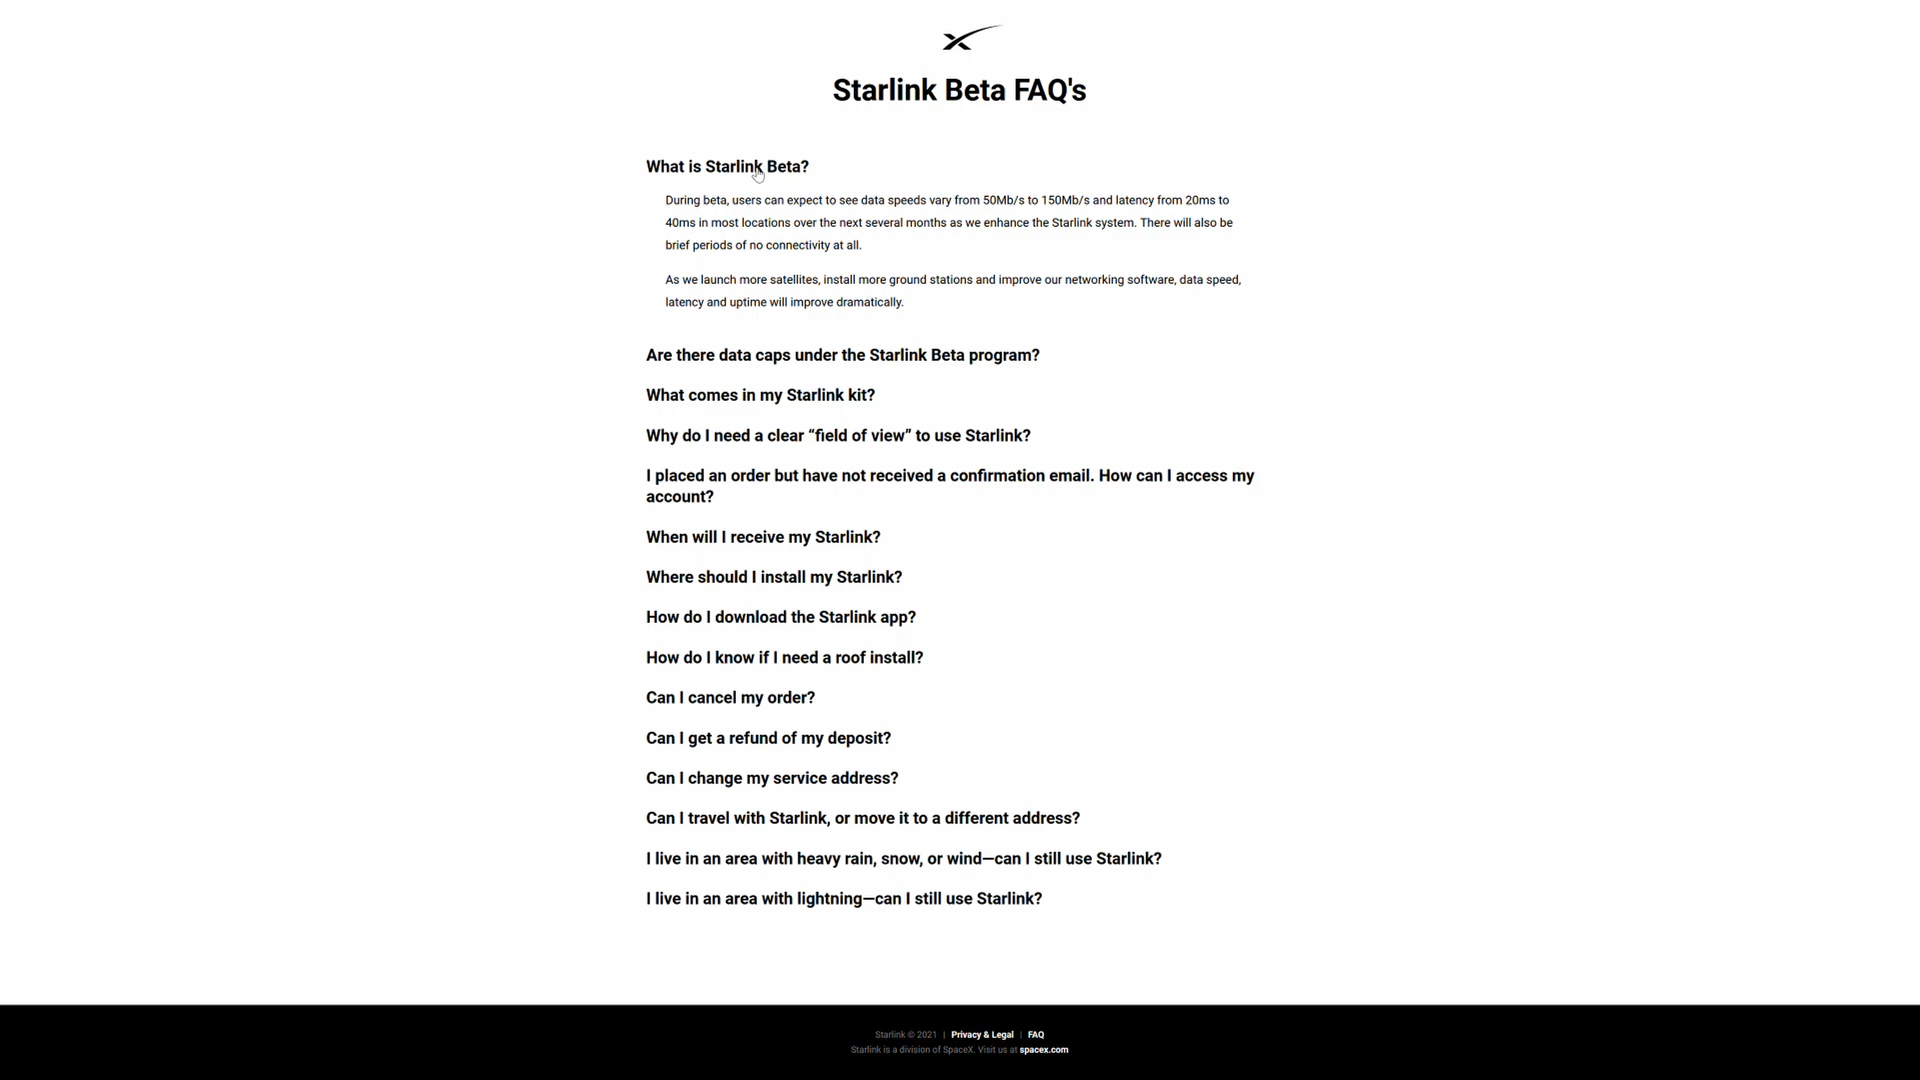 Starlink Beta FAQ's
What is Starlink Beta?
During beta, users can expect to see data speeds vary from 50Mb/s to 150Mb/s and latency from 20ms to
40ms in most locations over the next several months as we enhance the Starlink system. There will also be
brief periods of no connectivity at all.
As we launch more satellites, install more ground stations and improve our networking software, data speed,
latency and uptime will improve dramatically.
Are there data caps under the Starlink Beta program?
What comes in my Starlink kit?
Why do I need a clear “field of view” to use Starlink?
I placed an order but have not received a confirmation email. How can I access my
account?
When will I receive my Starlink?
Where should I install my Starlink?
How do I download the Starlink app?
How do I know if I need a roof install?
Can I cancel my order?
Can I get a refund of my deposit?
Can I change my service address?
Can I travel with Starlink, or move it to a different address?
I live in an area with heavy rain, snow, or wind—can I still use Starlink?
I live in an area with lightning—can I still use Starlink?
Starlink © 2021 | Privacy & Legal | FAQ
Starlink is a division of SpaceX. Visit us at spacex.com